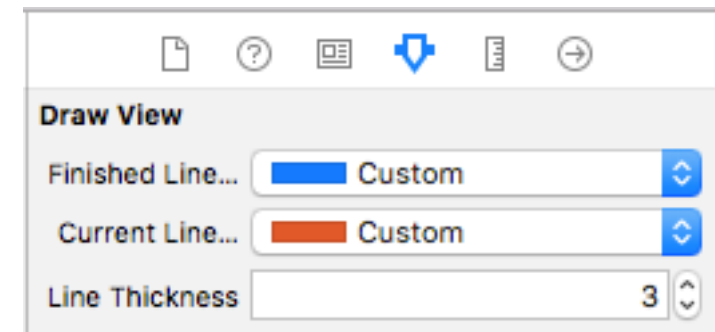 Draw View
Finished Line... Custom
Current Line... Custom
Line Thickness 3